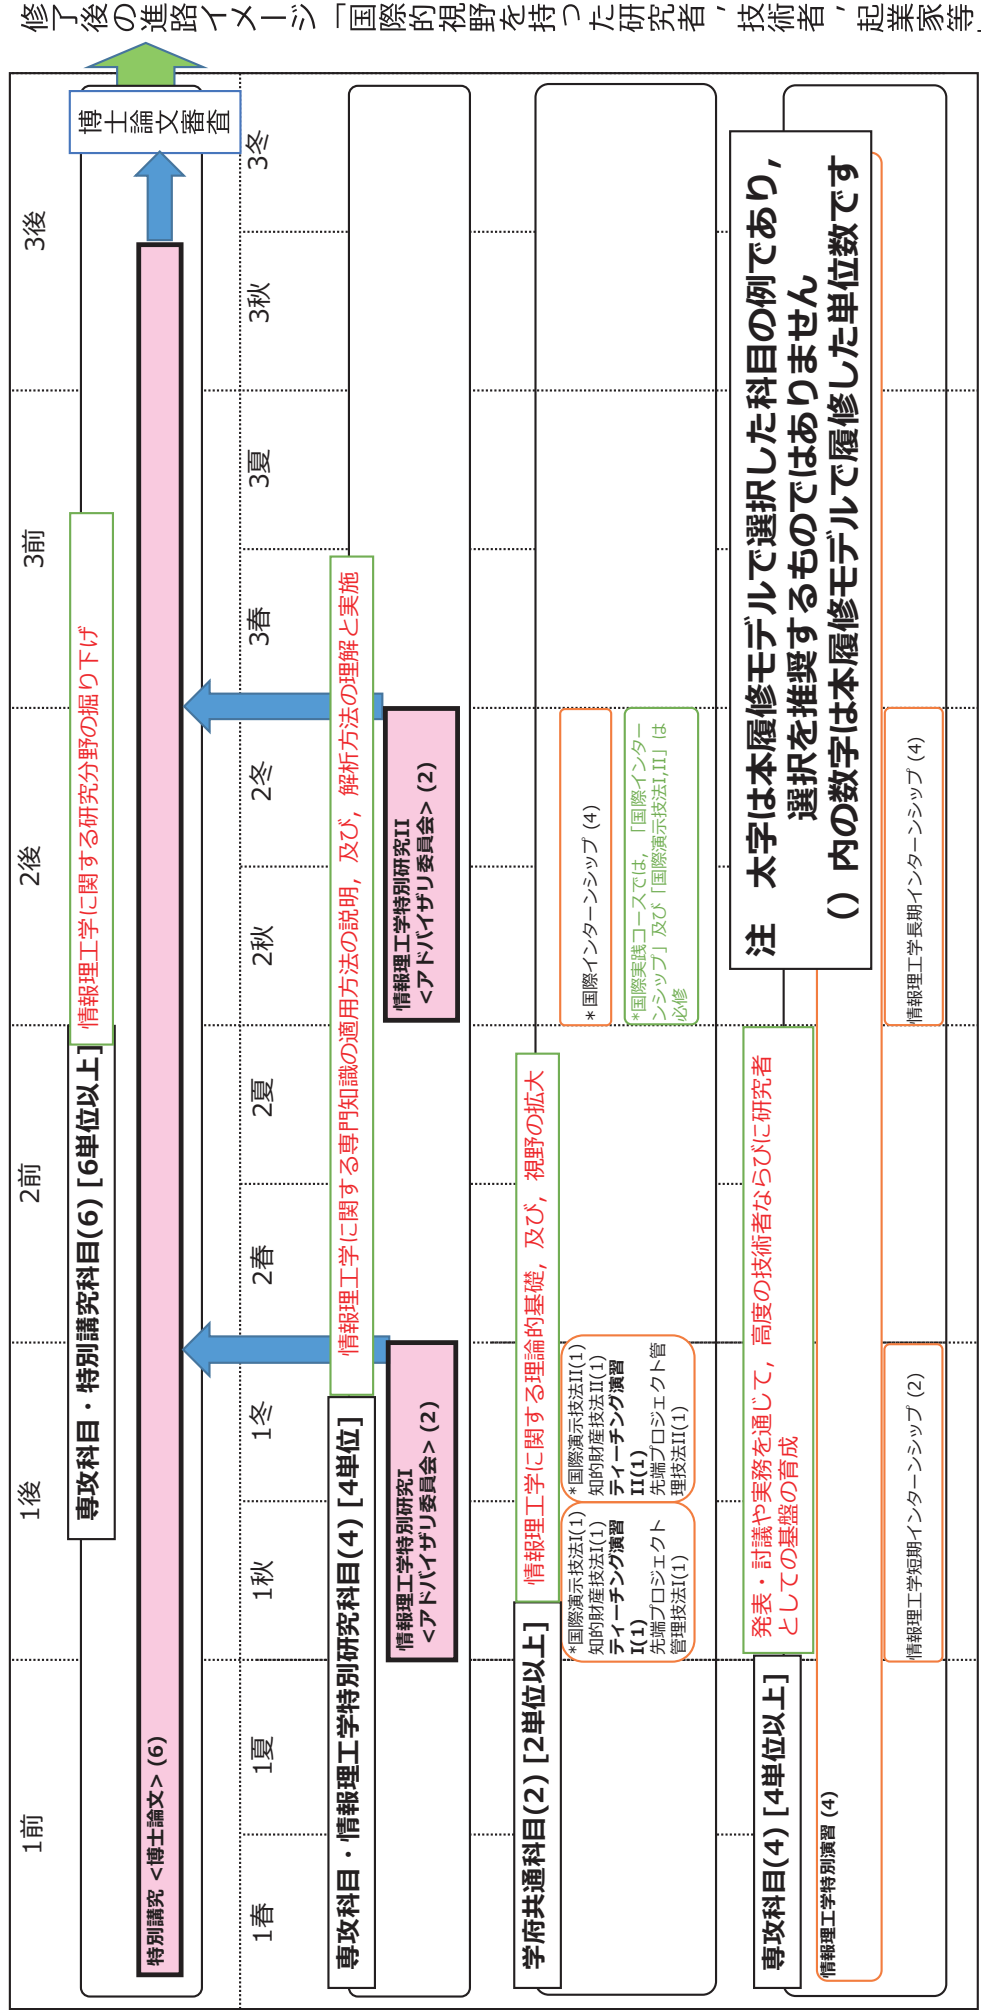 修了後の進路イメージ「国際的視野を持った研究者，技術者，起業家等」
1前
1後
2前
2後
3前
3後
専攻科目・特別講究科目(6) [6単位以上]
情報理工学に関する研究分野の掘り下げ
博士論文審査
特別講究 <博士論文> (6)
1春
1夏
1秋
1冬
2春
2夏
2秋
2冬
3春
3夏
3秋
3冬
専攻科目・情報理工学特別研究科目(4) [4単位]
情報理工学に関する専門知識の適用方法の説明，及び，解析方法の理解と実施
情報理工学特別研究I
<アドバイザリ委員会> (2)
情報理工学特別研究II
<アドバイザリ委員会> (2)
学府共通科目(2) [2単位以上]
情報理工学に関する理論的基礎，及び，視野の拡大
*国際演示技法I(1)
知的財産技法I(1)
ティーチング演習
I(1)
先端プロジェクト
管理技法I(1)
*国際演示技法II(1)
知的財産技法II(1)
ティーチング演習
II(1)
先端プロジェクト管
理技法II(1)
*国際インターンシップ (4)
*国際実践コースでは，「国際インター
ンシップ」及び「国際演示技法I,II」は
必修
専攻科目(4) [4単位以上]
発表・討議や実務を通じて，高度の技術者ならびに研究者
としての基盤の育成
情報理工学特別演習 (4)
情報理工学短期インターンシップ (2)
情報理工学長期インターンシップ (4)
注　太字は本履修モデルで選択した科目の例であり，
選択を推奨するものではありません
()　内の数字は本履修モデルで履修した単位数です